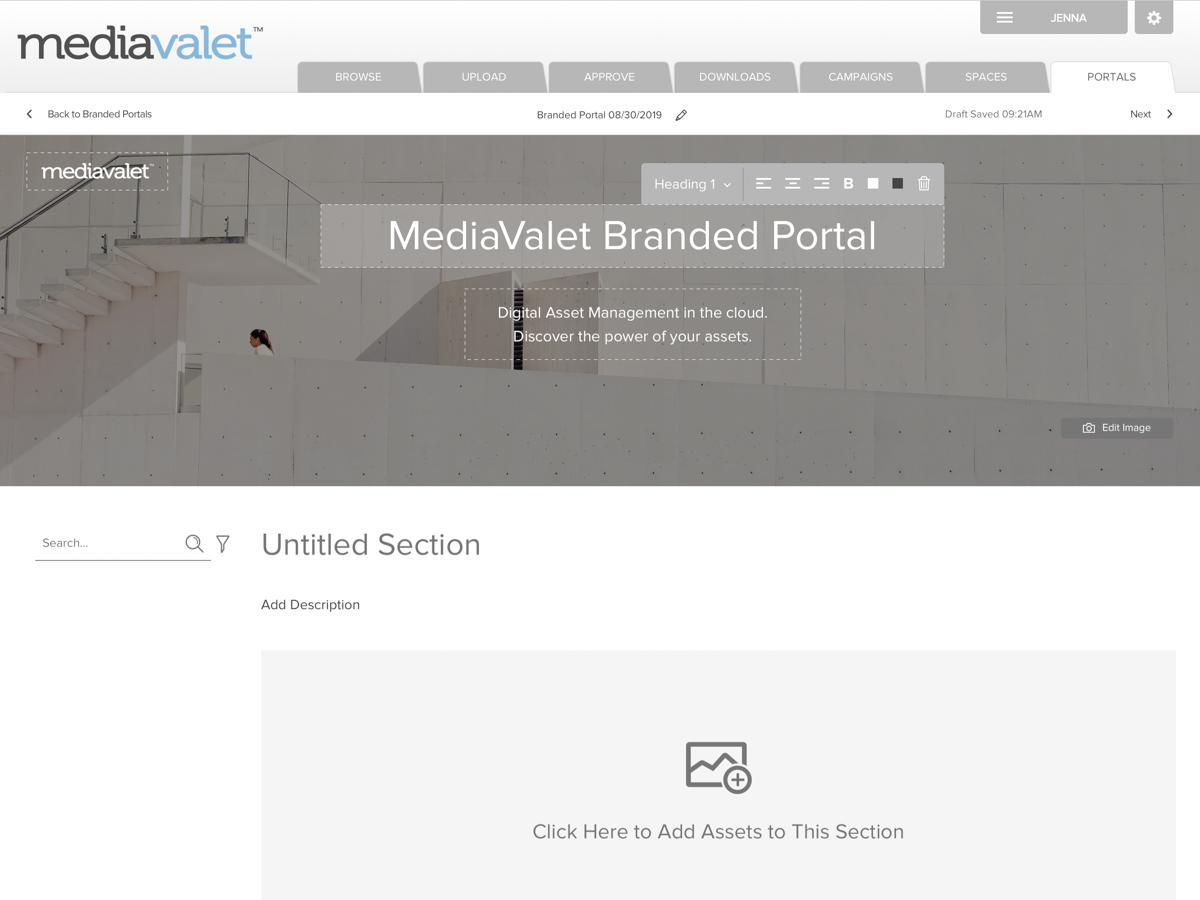 mediavalet™
JENNA
BROWSE
UPLOAD
APPROVE
DOWNLOADS
CAMPAIGNS
SPACES
PORTALS
Back to Branded Portals
Branded Portal 08/30/2019
Draft Saved 09:21AM
Next
mediavalet™
Heading 1
B
MediaValet Branded Portal
Digital Asset Management in the cloud.
Discover the power of your assets.
Edit Image
Search...
Untitled Section
Add Description
Click Here to Add Assets to This Section